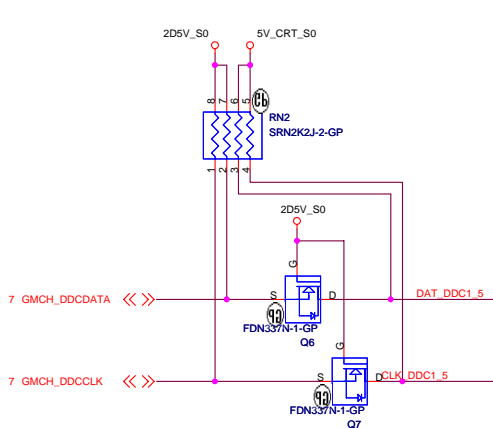 2D5V_S0
5V_CRT_S0
8 7 6 5
RN2
SRN2K2J-2-GP
1 2 3 4
2D5V_S0
G
7 GMCH_DDCDATA
S
D
DAT_DDC1_5
FDN337N-1-GP
Q6
G
7 GMCH_DDCCLK
S
D
CLK_DDC1_5
FDN337N-1-GP
Q7